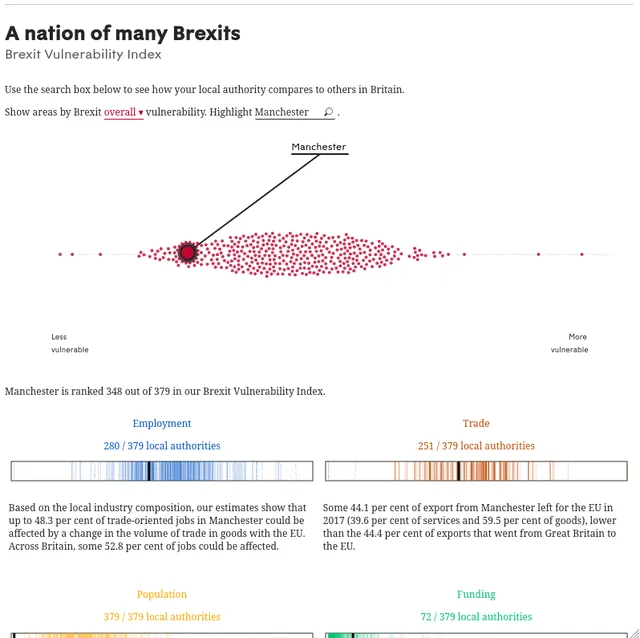 A nation of many Brexits
Brexit Vulnerability Index
Use the search box below to see how your local authority compares to others in Britain.
Show areas by Brexit overall ▾ vulnerability. Highlight Manchester .
Manchester
Less
vulnerable
More
vulnerable
Manchester is ranked 348 out of 379 in our Brexit Vulnerability Index.
Employment
280 / 379 local authorities
Based on the local industry composition, our estimates show that
up to 48.3 per cent of trade-oriented jobs in Manchester could be
affected by a change in the volume of trade in goods with the EU.
Across Britain, some 52.8 per cent of jobs could be affected.
Trade
251 / 379 local authorities
Some 44.1 per cent of export from Manchester left for the EU in
2017 (39.6 per cent of services and 59.5 per cent of goods), lower
than the 44.4 per cent of exports that went from Great Britain to
the EU.
Population
379 / 379 local authorities
Funding
72 / 379 local authorities